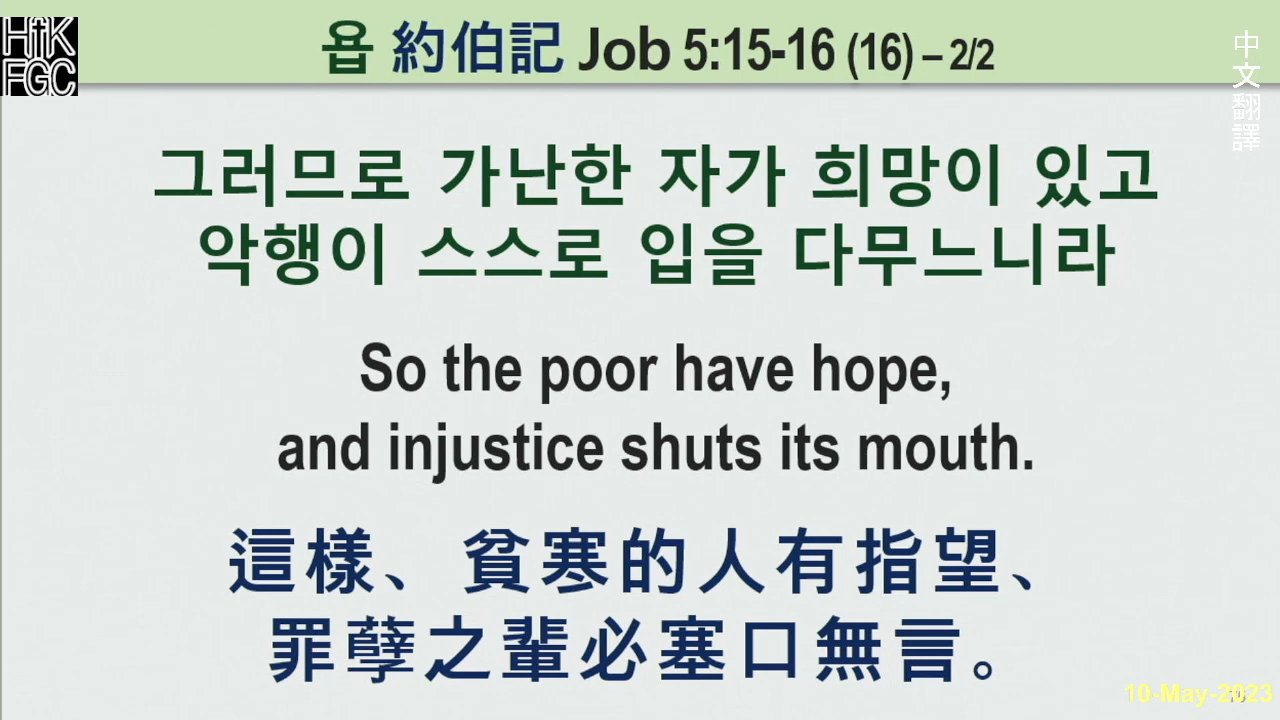 HfK
FGC
욥 約伯記 Job 5:15-16 (16) – 2/2
中文翻譯
그러므로 가난한 자가 희망이 있고
악행이 스스로 입을 다무느니라
So the poor have hope,
and injustice shuts its mouth.
這樣、貧寒的人有指望、
罪孽之輩必塞口無言。
10-May-2023